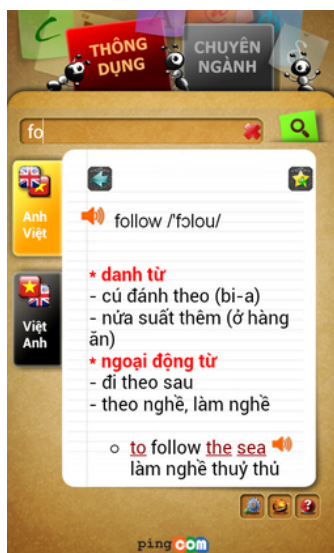 THÔNG
DỤNG
CHUYÊN
NGÀNH
fo
Anh
Việt
Việt
Anh
follow /'fɔlou/
* danh từ
- cú đánh theo (bi-a)
- nửa suất thêm (ở hàng
ăn)
* ngoại động từ
- đi theo sau
- theo nghề, làm nghề
to follow the sea
làm nghề thuỷ thủ
ping com